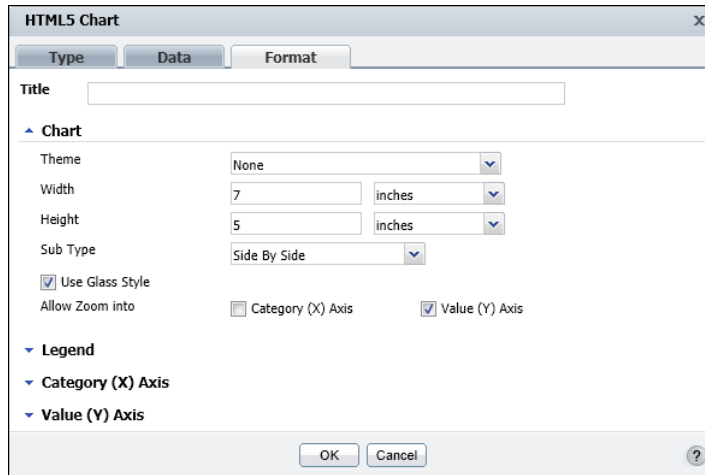 HTML5 Chart x
Type Data Format
Title
Chart
Theme None
Width 7 inches
Height 5 inches
Sub Type Side By Side
Use Glass Style
Allow Zoom into Category (X) Axis Value (Y) Axis
Legend
Category (X) Axis
Value (Y) Axis
OK Cancel ?